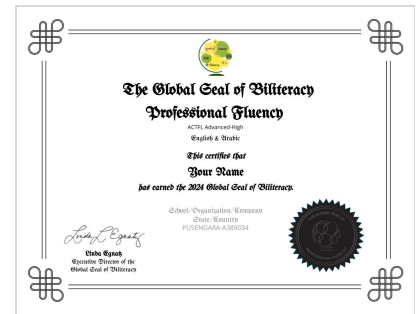 The Global Seal of Biliteracy
Professional Fluency
ACTFL Advanced-High
English & Arabic
This certifies that
Your Name
has earned the 2024 Global Seal of Biliteracy.
School/Organization/Company
State/Country
PUSENGARA-A389034
Linda L Egnatz
Linda Egnatz
Executive Director of the
Global Seal of Biliteracy